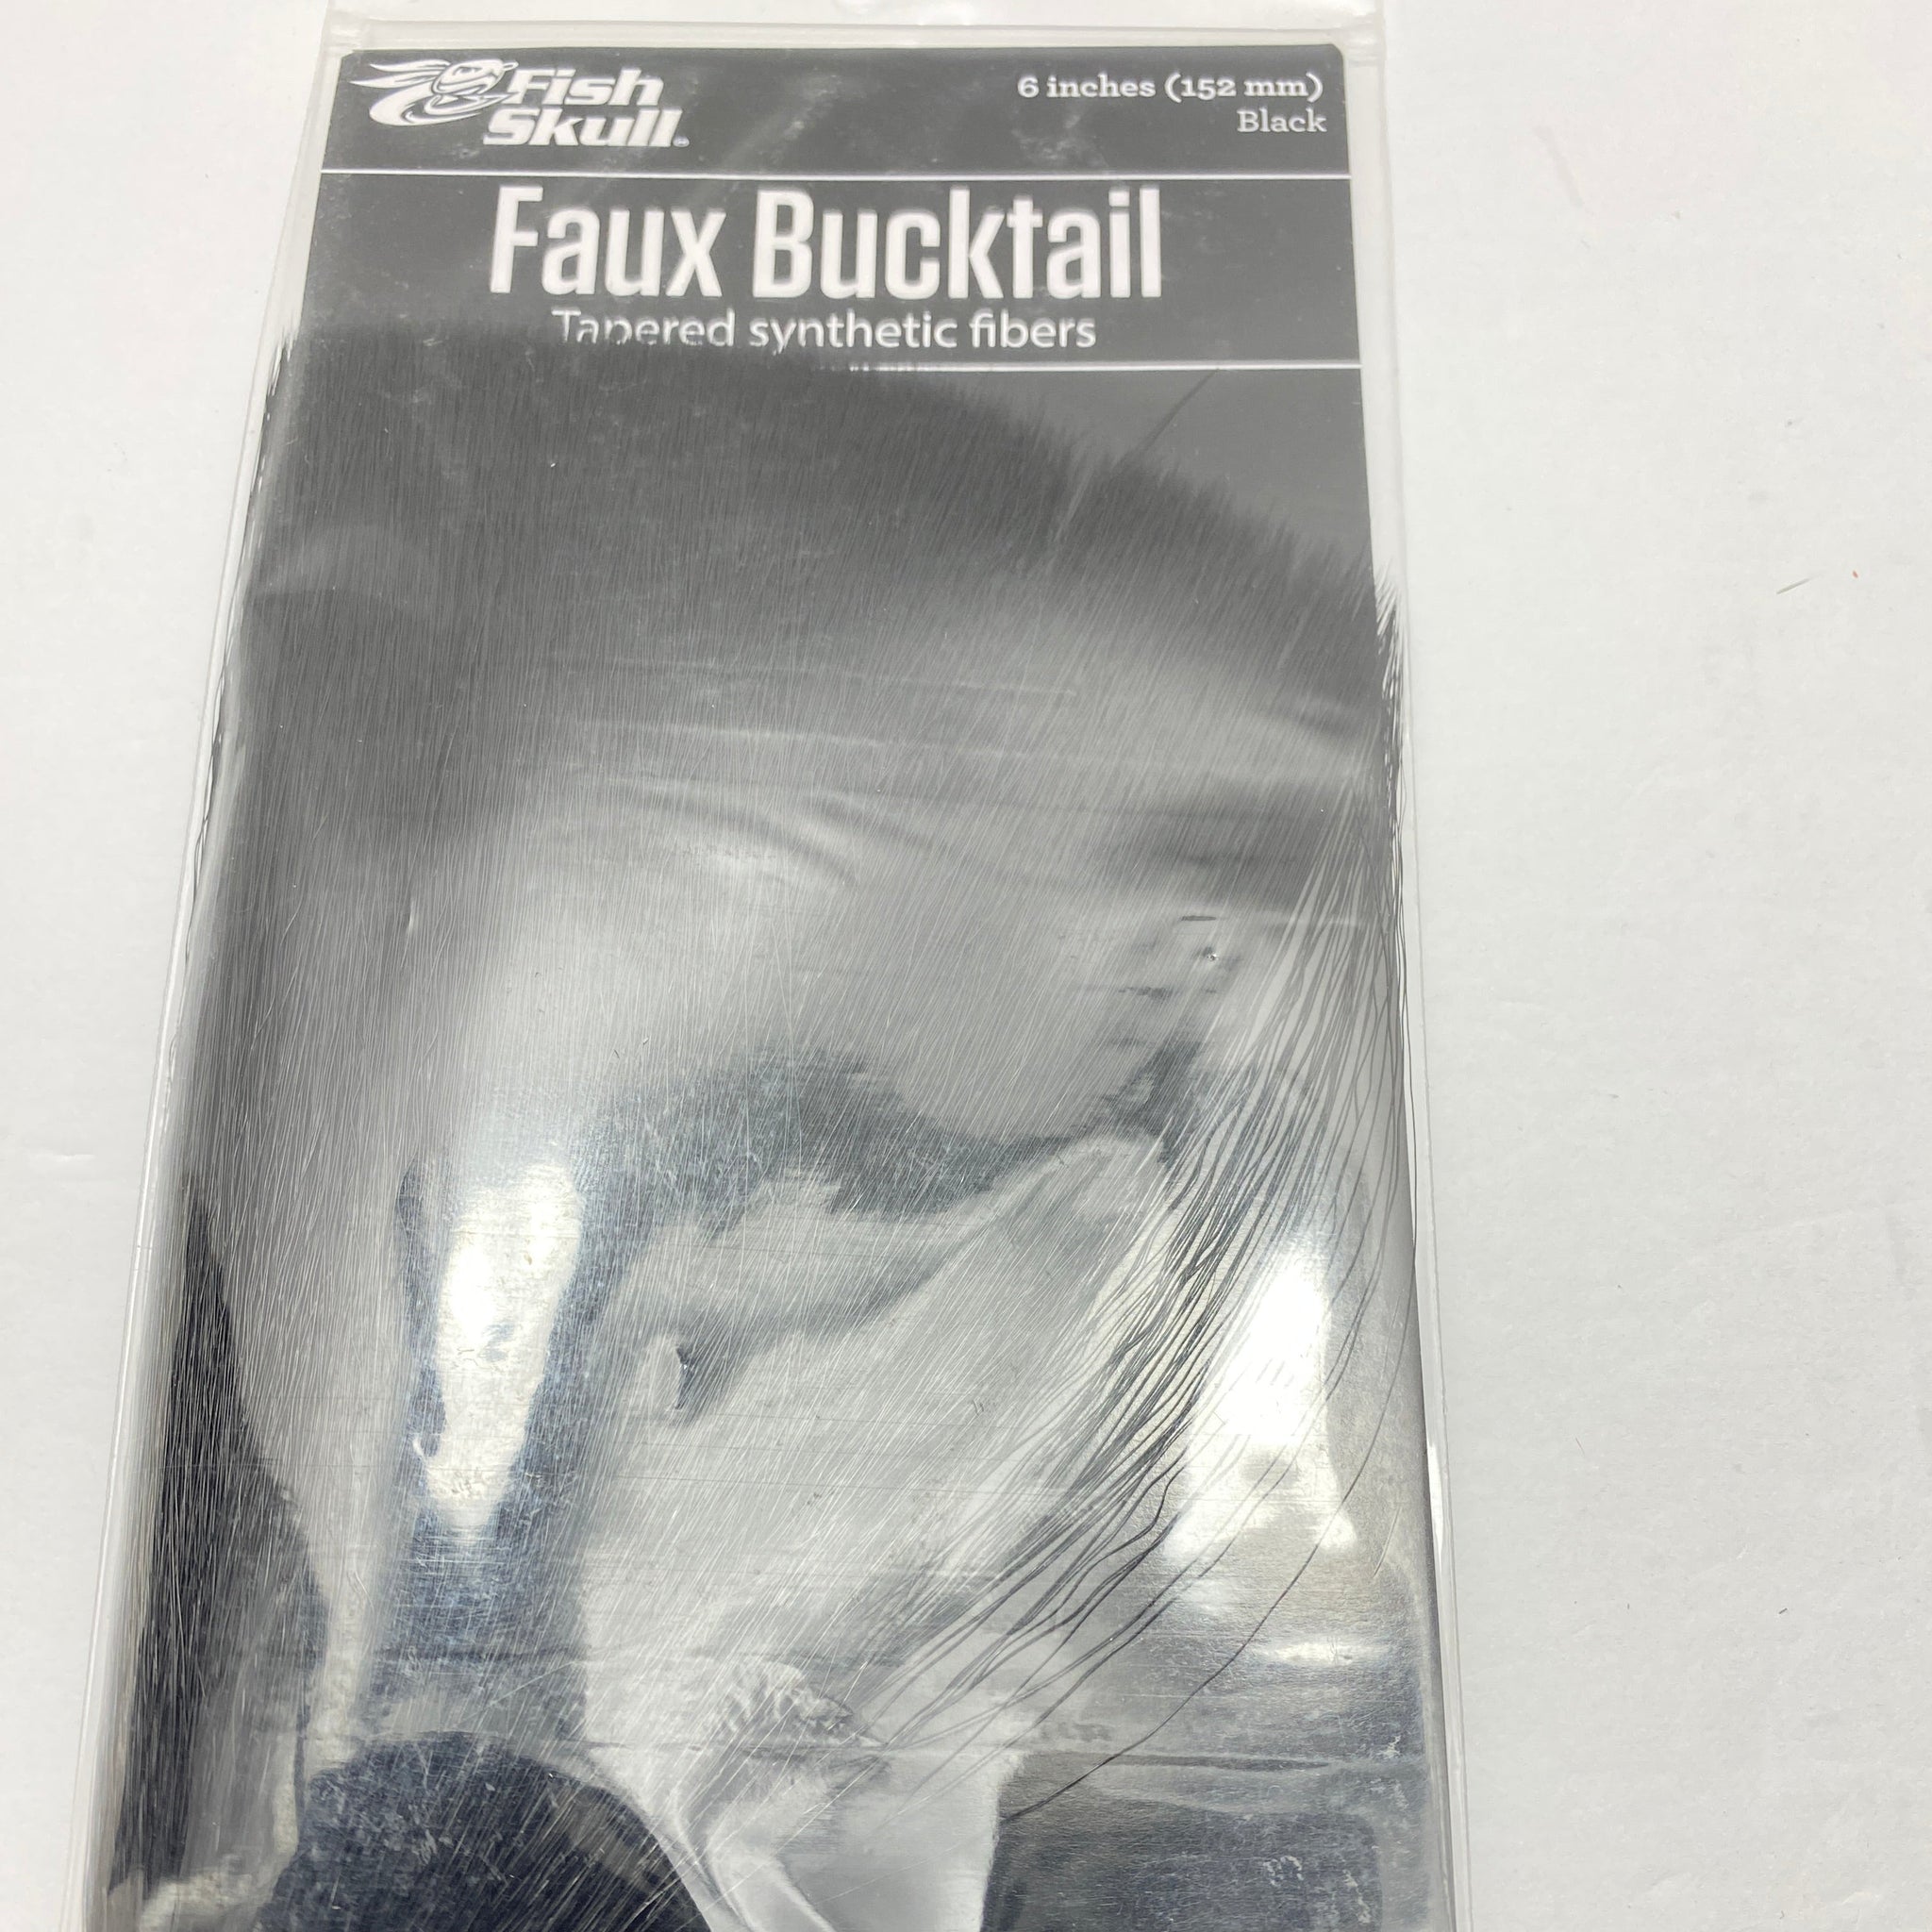 Fish
Skull
6 inches (152 mm)
Black
Faux Bucktail
Tapered synthetic fibers